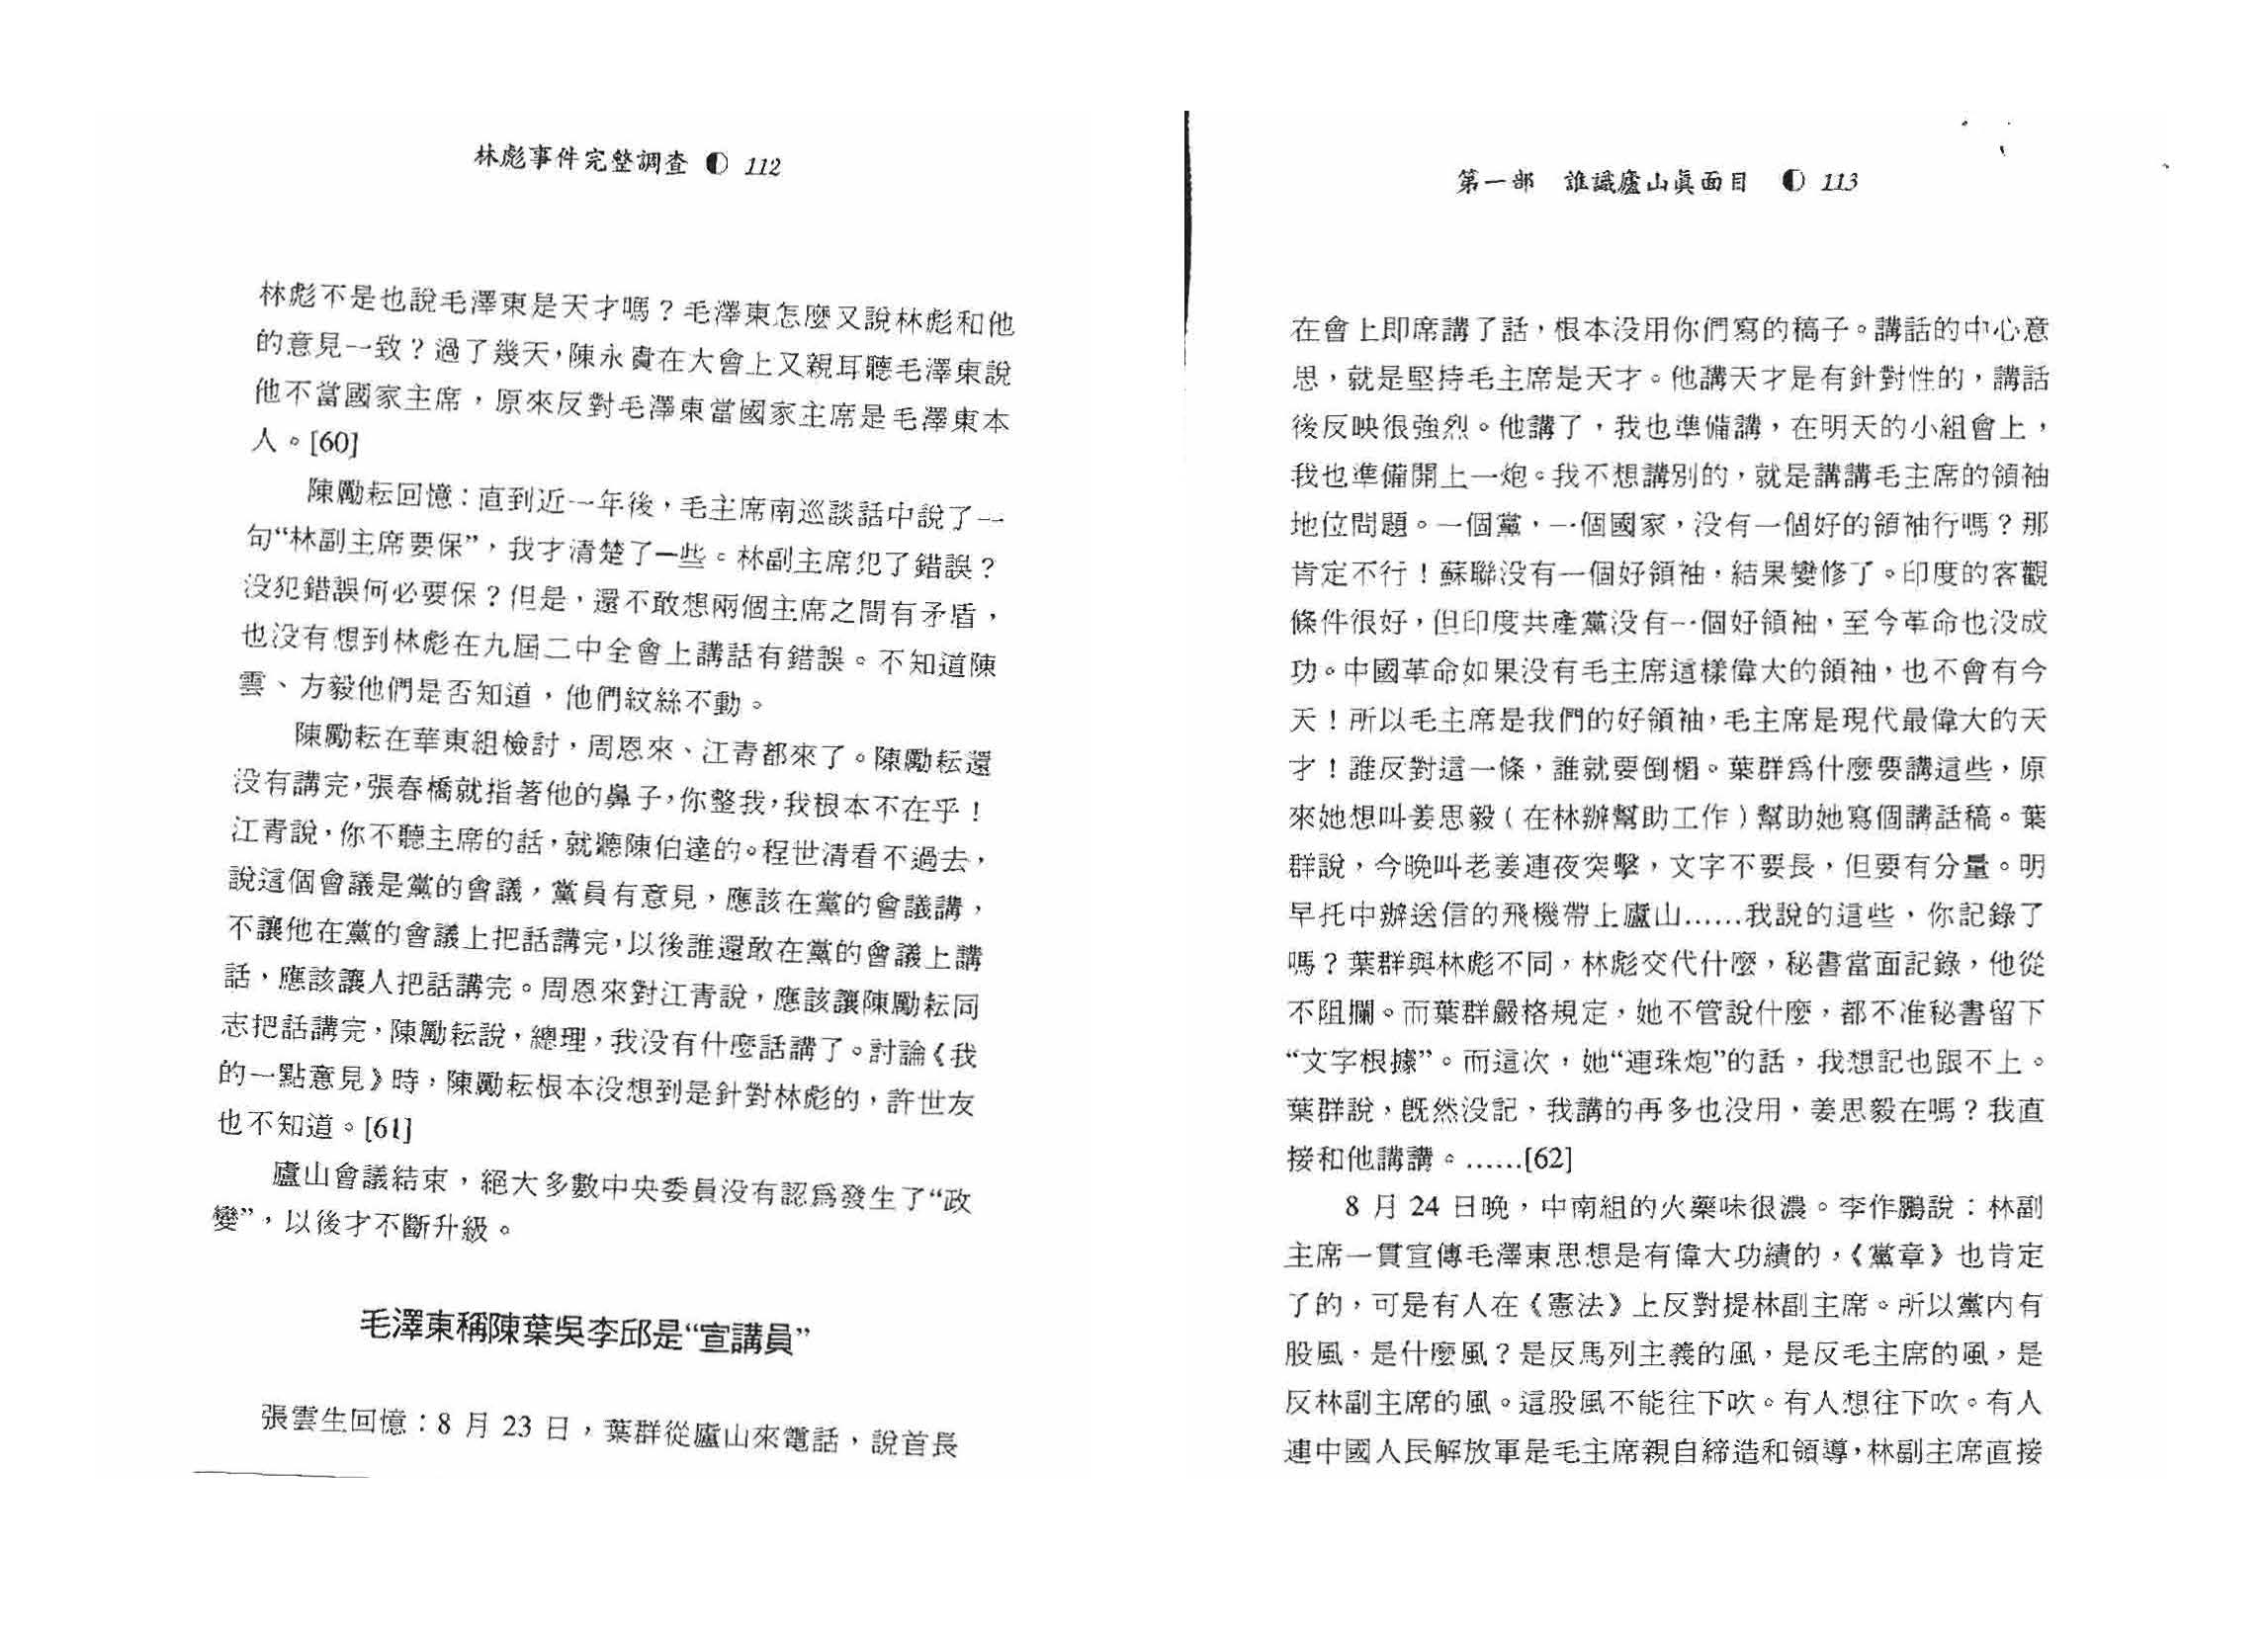 林彪事件完整調查 ◐ 112
林彪不是也說毛澤東是天才嗎？毛澤東怎麼又說林彪和他
的意見一致？過了幾天，陳永貴在大會上又親耳聽毛澤東說
他不當國家主席，原來反對毛澤東當國家主席是毛澤東本
人。[60]
陳勵耘回憶：直到近一年後，毛主席南巡談話中說了一
句“林副主席要保”，我才清楚了一些。林副主席犯了錯誤？
没犯錯誤何必要保？但是，還不敢想兩個主席之間有矛盾，
也没有想到林彪在九屆二中全會上講話有錯誤。不知道陳
雲、方毅他們是否知道，他們紋絲不動。
陳勵耘在華東組檢討，周恩來、江青都來了。陳勵耘還
没有講完，張春橋就指著他的鼻子，你整我，我根本不在乎！
江青說，你不聽主席的話，就聽陳伯達的。程世清看不過去，
說這個會議是黨的會議，黨員有意見，應該在黨的會議講，
不讓他在黨的會議上把話講完，以後誰還敢在黨的會議上講
話，應該讓人把話講完。周恩來對江青說，應該讓陳勵耘同
志把話講完，陳勵耘說，總理，我没有什麼話講了。討論《我
的一點意見》時，陳勵耘根本没想到是針對林彪的，許世友
也不知道。[61]
廬山會議結束，絕大多數中央委員没有認爲發生了“政
變”，以後才不斷升級。
毛澤東稱陳葉吳李邱是“宣講員”
張雲生回憶：8 月 23 日，葉群從廬山來電話，說首長
第一部　誰識廬山眞面目 ◐ 113
在會上即席講了話，根本没用你們寫的稿子。講話的中心意
思，就是堅持毛主席是天才。他講天才是有針對性的，講話
後反映很強烈。他講了，我也準備講，在明天的小組會上，
我也準備開上一炮。我不想講別的，就是講講毛主席的領袖
地位問題。一個黨，一個國家，没有一個好的領袖行嗎？那
肯定不行！蘇聯没有一個好領袖，結果變修了。印度的客觀
條件很好，但印度共產黨没有一個好領袖，至今革命也没成
功。中國革命如果没有毛主席這樣偉大的領袖，也不會有今
天！所以毛主席是我們的好領袖，毛主席是現代最偉大的天
才！誰反對這一條，誰就要倒楣。葉群爲什麼要講這些，原
來她想叫姜思毅（在林辦幫助工作）幫助她寫個講話稿。葉
群說，今晚叫老姜連夜突擊，文字不要長，但要有分量。明
早托中辦送信的飛機帶上廬山……我說的這些，你記錄了
嗎？葉群與林彪不同，林彪交代什麼，秘書當面記錄，他從
不阻攔。而葉群嚴格規定，她不管說什麼，都不准秘書留下
“文字根據”。而這次，她“連珠炮”的話，我想記也跟不上。
葉群說，旣然没記，我講的再多也没用，姜思毅在嗎？我直
接和他講講。……[62]
8 月 24 日晚，中南組的火藥味很濃。李作鵬說：林副
主席一貫宣傳毛澤東思想是有偉大功績的，《黨章》也肯定
了的，可是有人在《憲法》上反對提林副主席。所以黨内有
股風，是什麼風？是反馬列主義的風，是反毛主席的風，是
反林副主席的風。這股風不能往下吹。有人想往下吹。有人
連中國人民解放軍是毛主席親自締造和領導，林副主席直接